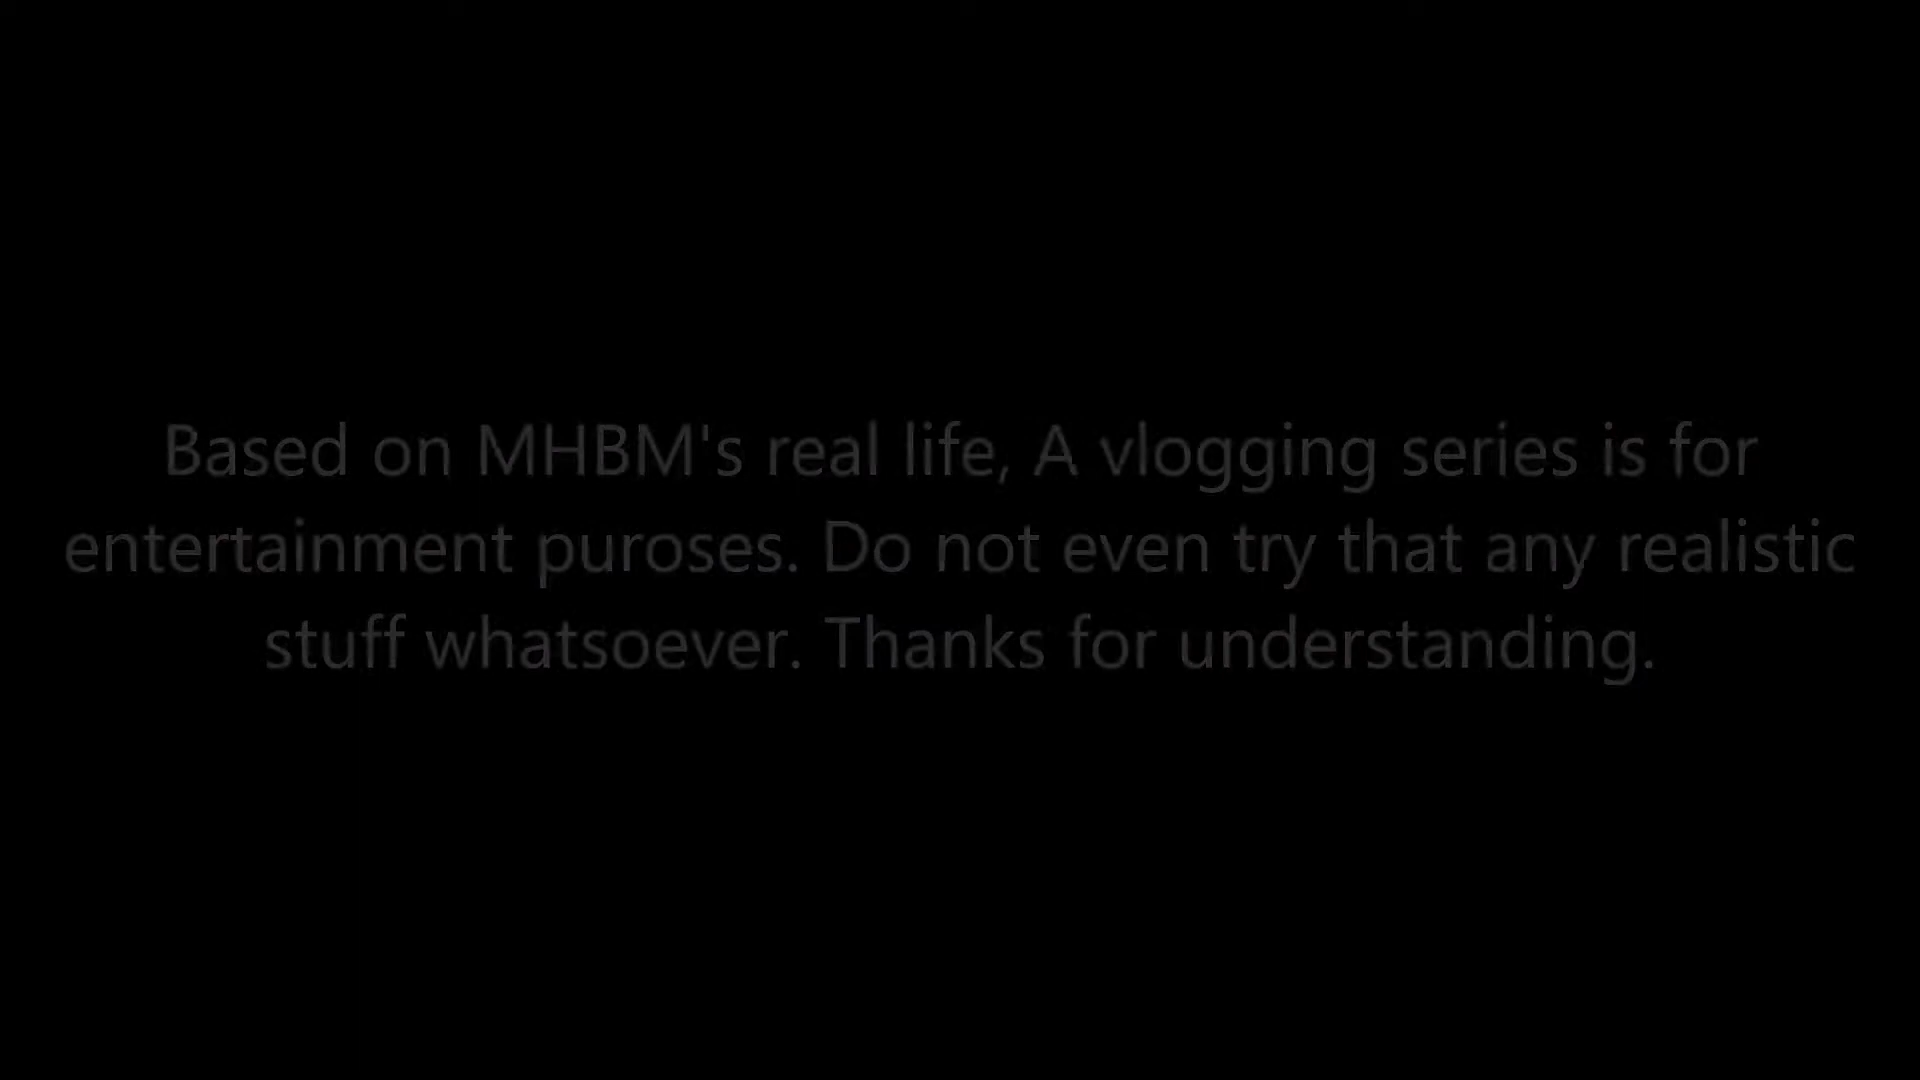 Based on MHBM's real life, A vlogging series is for
entertainment puroses. Do not even try that any realistic
stuff whatsoever. Thanks for understanding.